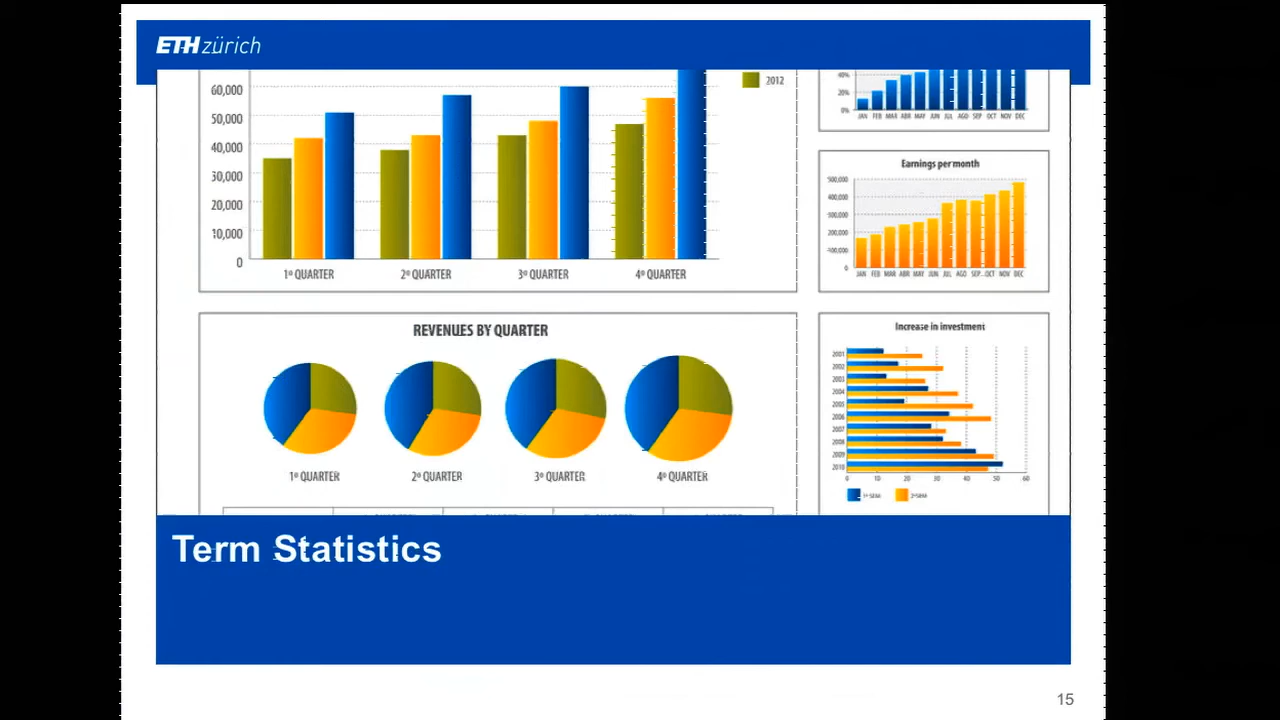 ETH zürich
60,000
50,000
40,000
30,000
20,000
10,000
0
1º QUARTER 2º QUARTER 3º QUARTER 4º QUARTER
2012
40%
20%
0%
JAN FEB MAR ABR MAY JUN JUL AGO SEP OCT NOV DEC
Earnings per month
500,000
400,000
300,000
200,000
100,000
0
JAN FEB MAR ABR MAY JUN JUL AGO SEP OCT NOV DEC
REVENUES BY QUARTER
1º QUARTER 2º QUARTER 3º QUARTER 4º QUARTER
Increase in investment
2001
2002
2003
2004
2005
2006
2007
2008
2009
2010
0 10 20 30 40 50 60
1º SEM 2º SEM
Term Statistics
15